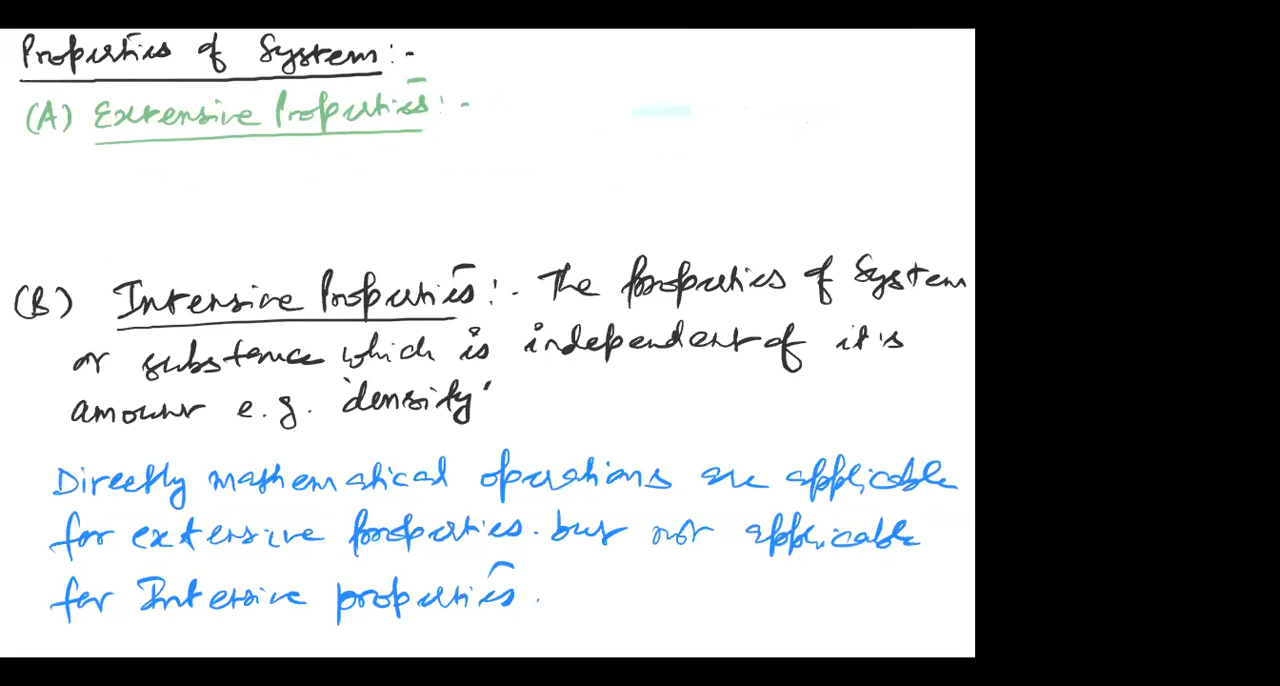 Properties of System :-
(A) Extensive Properties :-
(B) Intensive Properties :- The properties of System
or substance which is independent of it's
amount e.g. 'density'
Directly mathematical operations are applicable
for extensive properties. but not applicable
for Intensive properties.